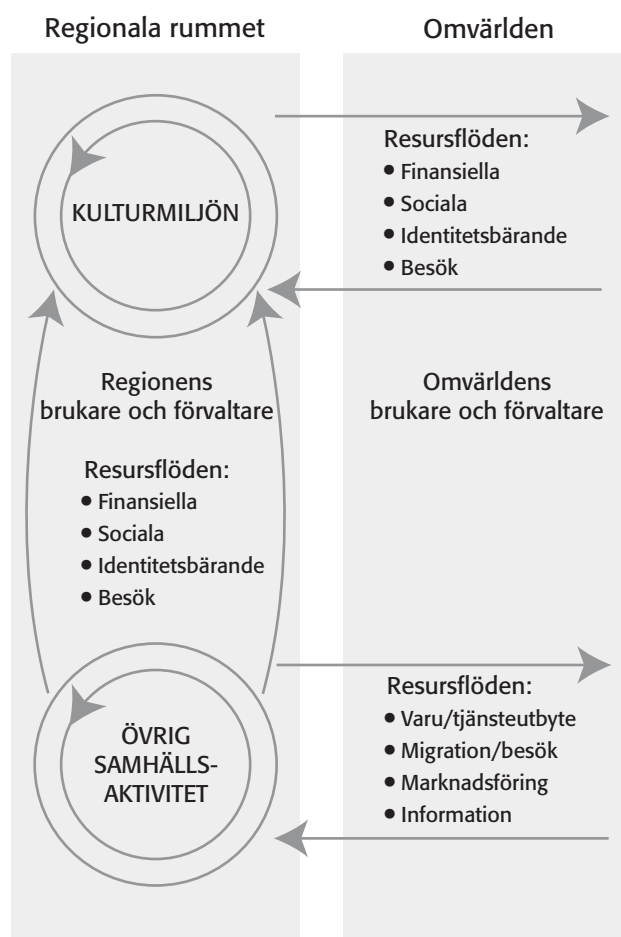 Regionala rummet
Omvärlden
KULTURMILJÖN
Resursflöden:
• Finansiella
• Sociala
• Identitetsbärande
• Besök
Regionens
brukare och förvaltare
Omvärldens
brukare och förvaltare
Resursflöden:
• Finansiella
• Sociala
• Identitetsbärande
• Besök
ÖVRIG
SAMHÄLLS-
AKTIVITET
Resursflöden:
• Varu/tjänsteutbyte
• Migration/besök
• Marknadsföring
• Information